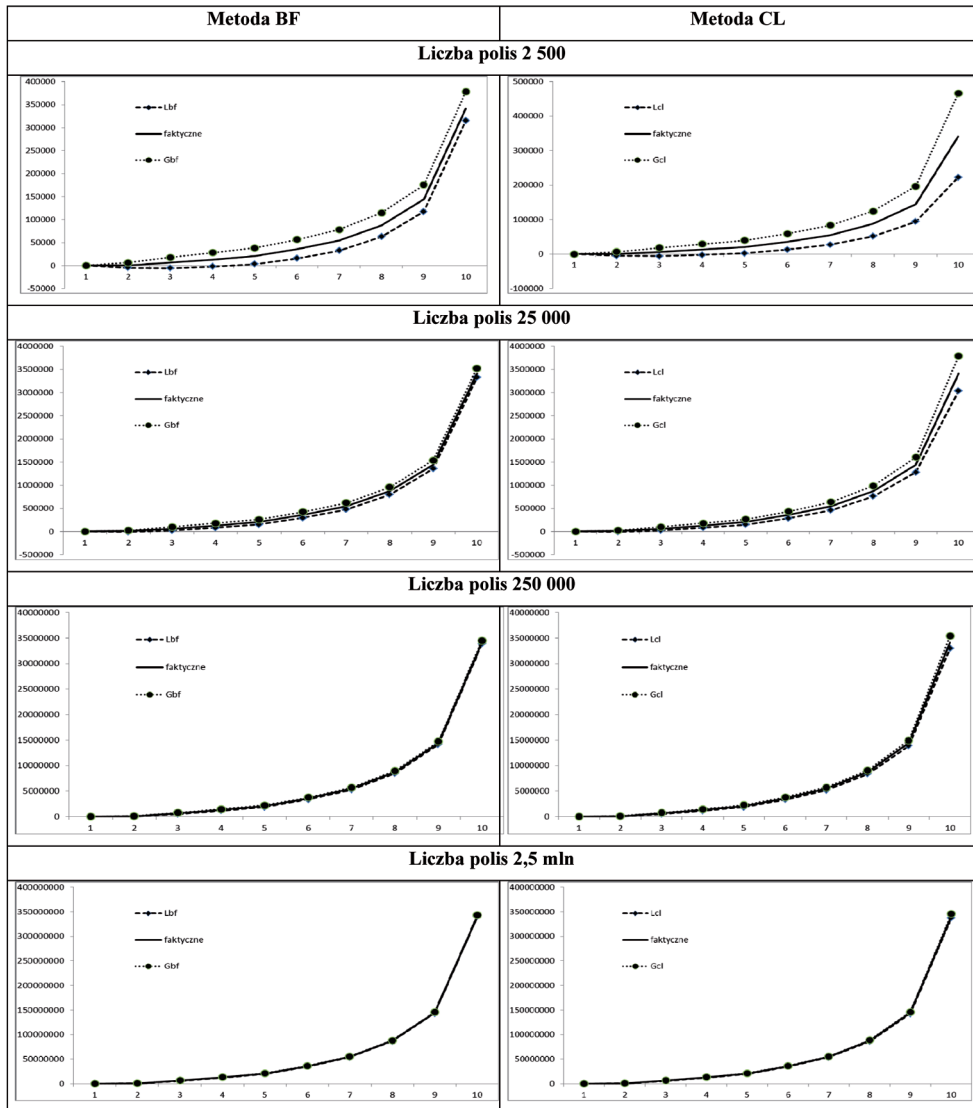 Metoda BF
Metoda CL
Liczba polis 2 500
400000
350000
300000
250000
200000
150000
100000
50000
0
-50000
1 2 3 4 5 6 7 8 9 10
Lbf
faktyczne
Gbf
500000
400000
300000
200000
100000
0
-100000
1 2 3 4 5 6 7 8 9 10
Lcl
faktyczne
Gcl
Liczba polis 25 000
4000000
3500000
3000000
2500000
2000000
1500000
1000000
500000
0
-500000
1 2 3 4 5 6 7 8 9 10
Lbf
faktyczne
Gbf
4000000
3500000
3000000
2500000
2000000
1500000
1000000
500000
0
-500000
1 2 3 4 5 6 7 8 9 10
Lcl
faktyczne
Gcl
Liczba polis 250 000
40000000
35000000
30000000
25000000
20000000
15000000
10000000
5000000
0
1 2 3 4 5 6 7 8 9 10
Lbf
faktyczne
Gbf
40000000
35000000
30000000
25000000
20000000
15000000
10000000
5000000
0
1 2 3 4 5 6 7 8 9 10
Lcl
faktyczne
Gcl
Liczba polis 2,5 mln
400000000
350000000
300000000
250000000
200000000
150000000
100000000
50000000
0
1 2 3 4 5 6 7 8 9 10
Lbf
faktyczne
Gbf
400000000
350000000
300000000
250000000
200000000
150000000
100000000
50000000
0
1 2 3 4 5 6 7 8 9 10
Lcl
faktyczne
Gcl